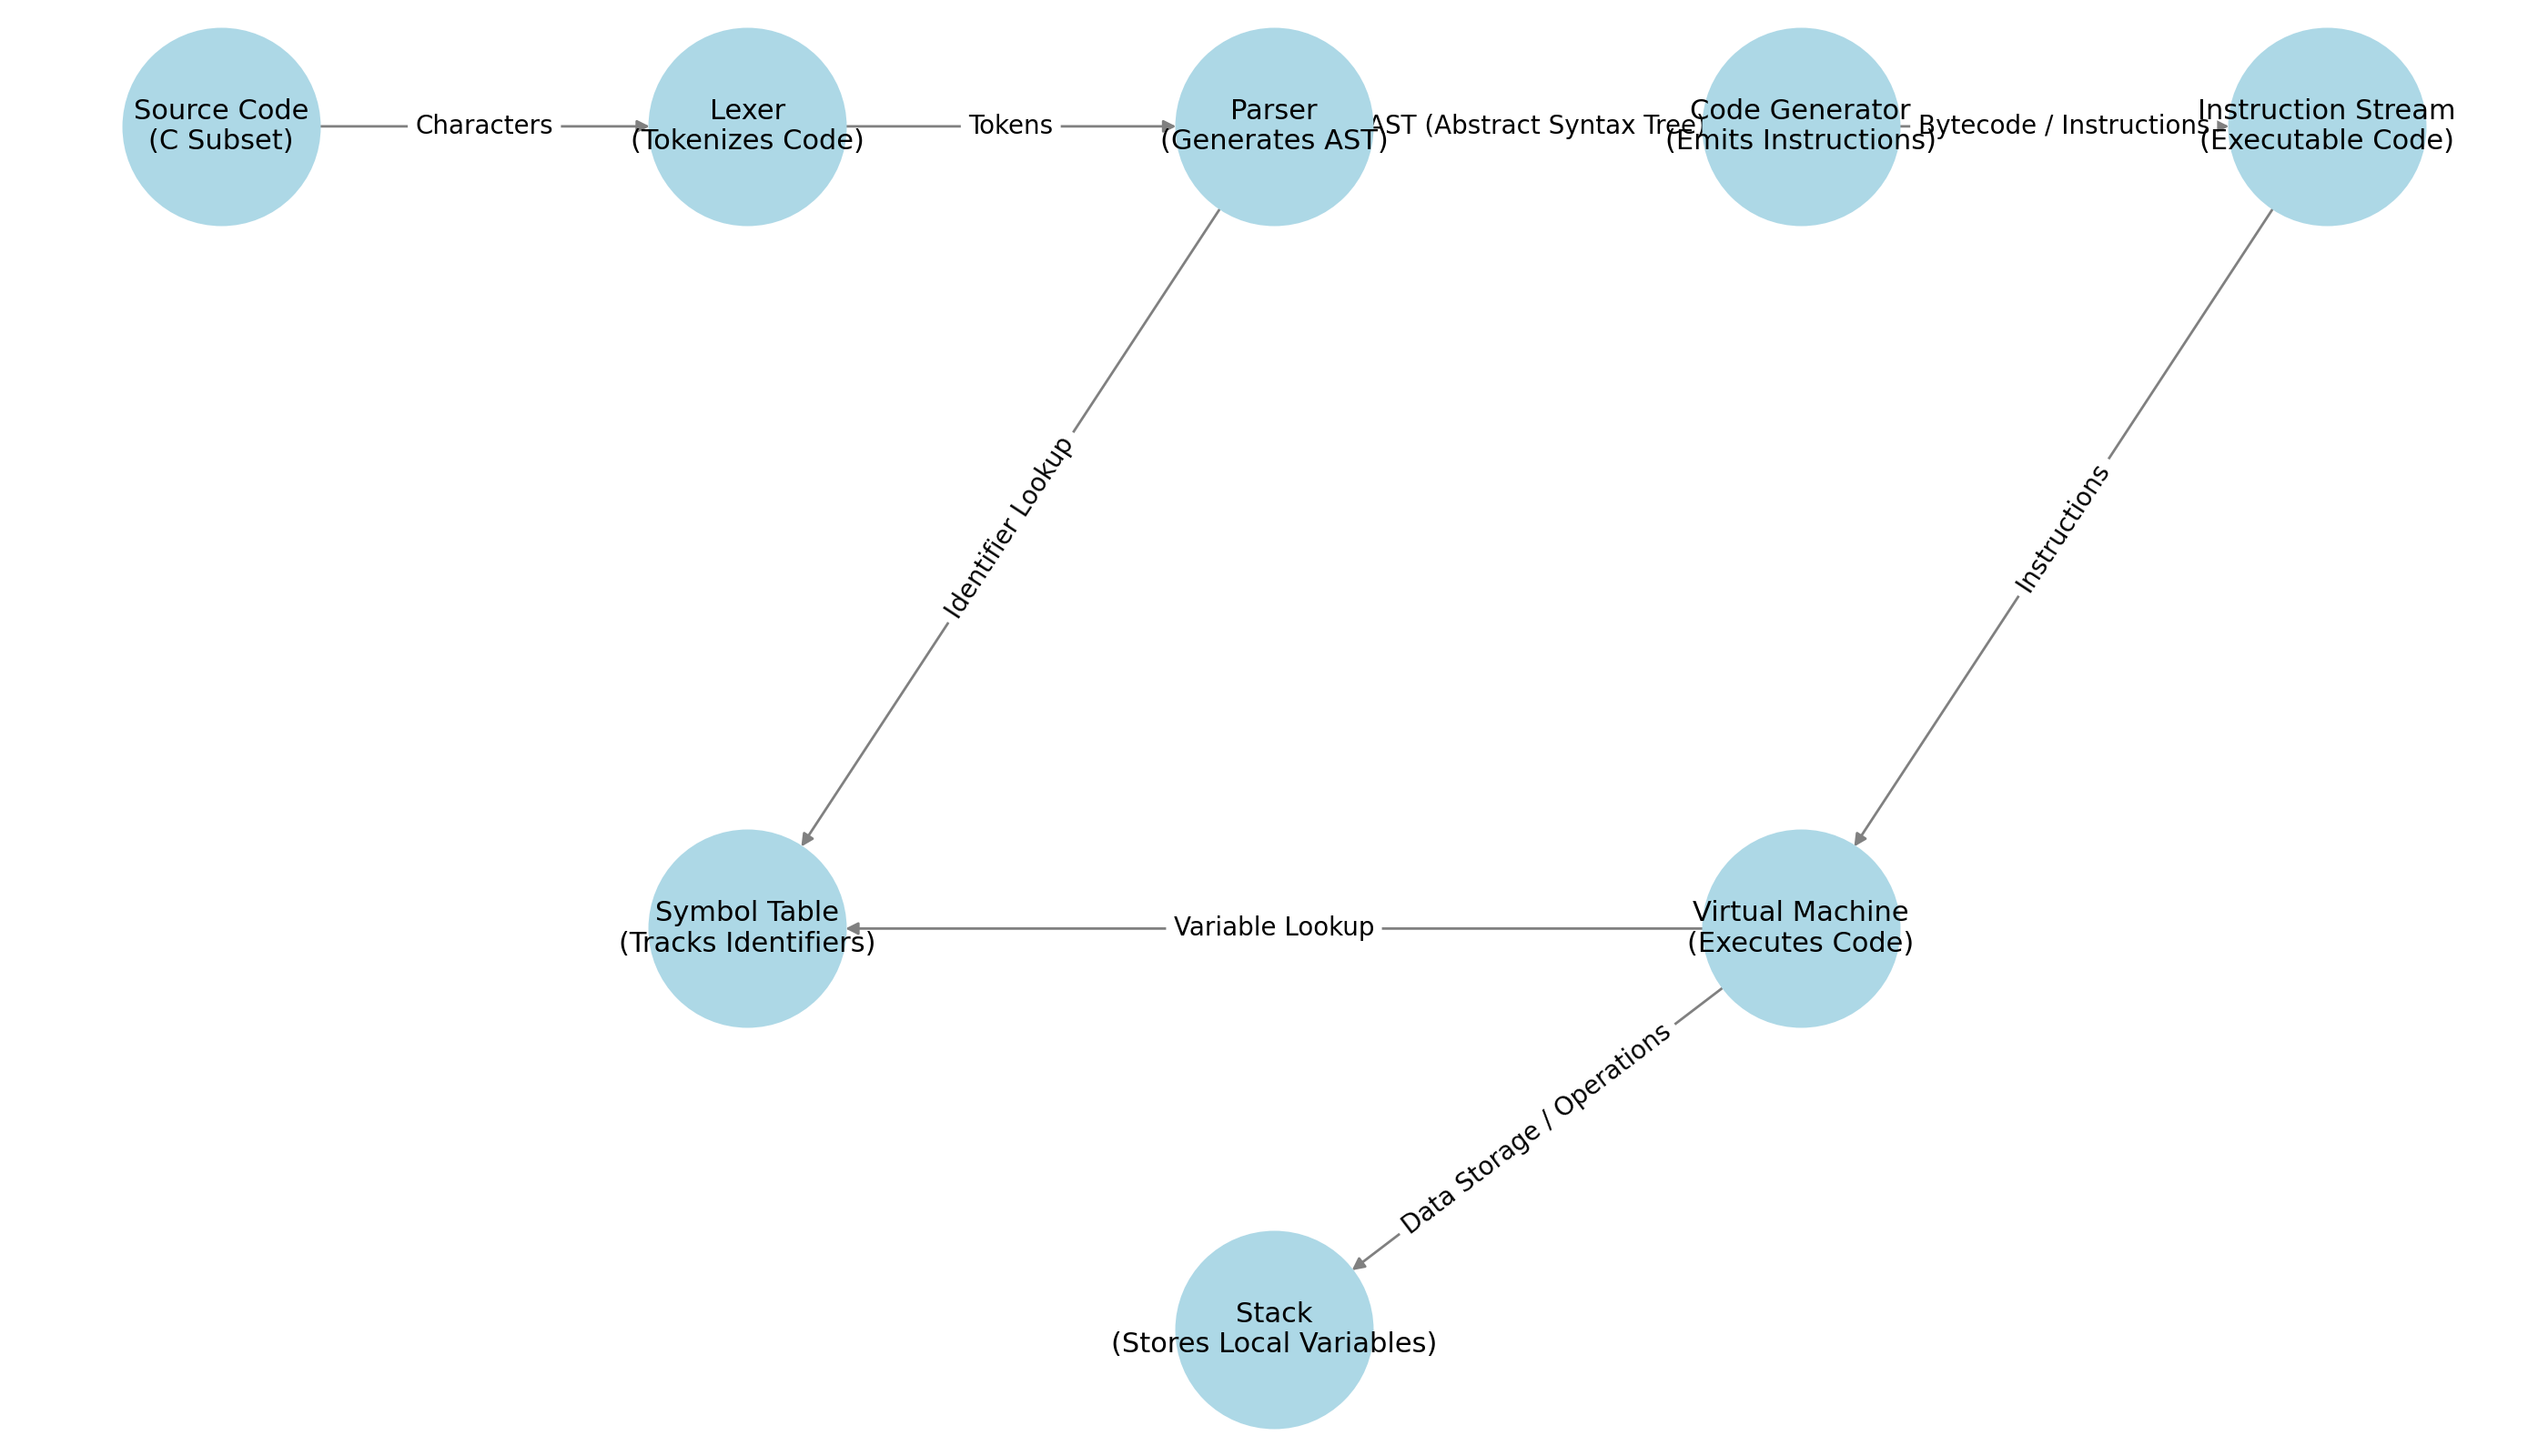 Source Code
(C Subset)
Characters
Lexer
(Tokenizes Code)
Tokens
Parser
(Generates AST)
AST (Abstract Syntax Tree)
Code Generator
(Emits Instructions)
Bytecode / Instructions
Instruction Stream
(Executable Code)
Identifier Lookup
Instructions
Symbol Table
(Tracks Identifiers)
Variable Lookup
Virtual Machine
(Executes Code)
Data Storage / Operations
Stack
(Stores Local Variables)